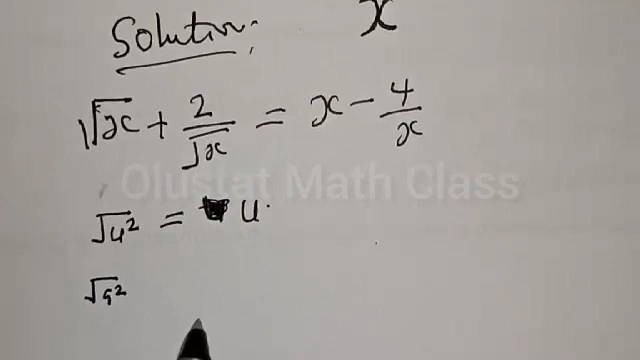 Solution:
x
√x + 2/√x = x - 4/x
Olustat Math Class
√u² = u.
√9²